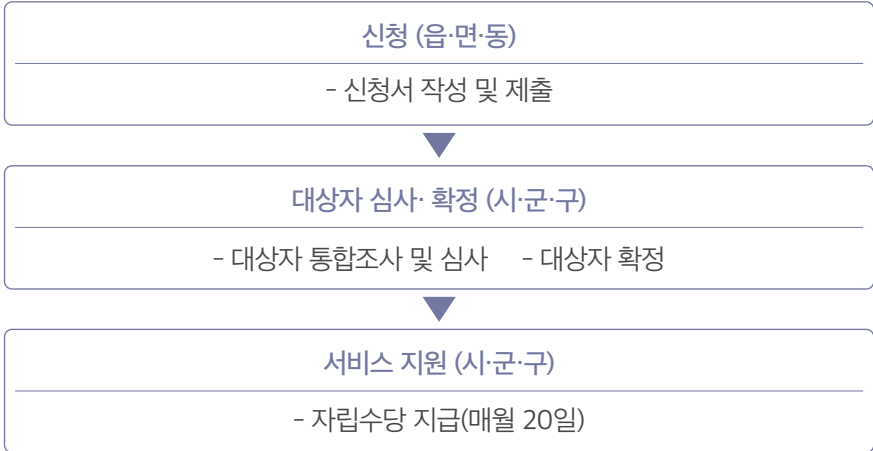 신청 (읍·면·동)
- 신청서 작성 및 제출
대상자 심사· 확정 (시·군·구)
- 대상자 통합조사 및 심사 - 대상자 확정
서비스 지원 (시·군·구)
- 자립수당 지급(매월 20일)